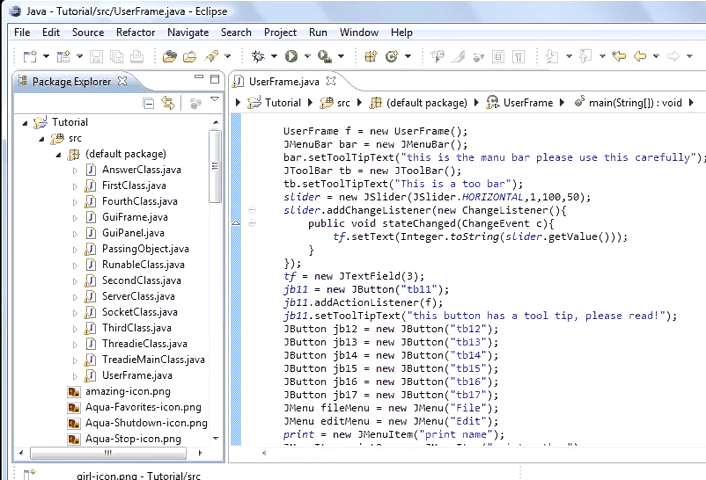 Java - Tutorial/src/UserFrame.java - Eclipse
File Edit Source Refactor Navigate Search Project Run Window Help
Package Explorer
Tutorial
src
(default package)
AnswerClass.java
FirstClass.java
FourthClass.java
GuiFrame.java
GuiPanel.java
PassingObject.java
RunableClass.java
SecondClass.java
ServerClass.java
SocketClass.java
ThirdClass.java
ThreadieClass.java
TreadieMainClass.java
UserFrame.java
amazing-icon.png
Aqua-Favorites-icon.png
Aqua-Shutdown-icon.png
Aqua-Stop-icon.png
UserFrame.java
Tutorial src (default package) UserFrame main(String[]) : void
UserFrame f = new UserFrame();
JMenuBar bar = new JMenuBar();
bar.setToolTipText("this is the manu bar please use this carefully");
JToolBar tb = new JToolBar();
tb.setToolTipText("This is a too bar");
slider = new JSlider(JSlider.HORIZONTAL,1,100,50);
slider.addChangeListener(new ChangeListener(){
public void stateChanged(ChangeEvent c){
tf.setText(Integer.toString(slider.getValue()));
}
});
tf = new JTextField(3);
jb11 = new JButton("tb11");
jb11.addActionListener(f);
jb11.setToolTipText("this button has a tool tip, please read!");
JButton jb12 = new JButton("tb12");
JButton jb13 = new JButton("tb13");
JButton jb14 = new JButton("tb14");
JButton jb15 = new JButton("tb15");
JButton jb16 = new JButton("tb16");
JButton jb17 = new JButton("tb17");
JMenu fileMenu = new JMenu("File");
JMenu editMenu = new JMenu("Edit");
print = new JMenuItem("print name");
girl-icon.png - Tutorial/src